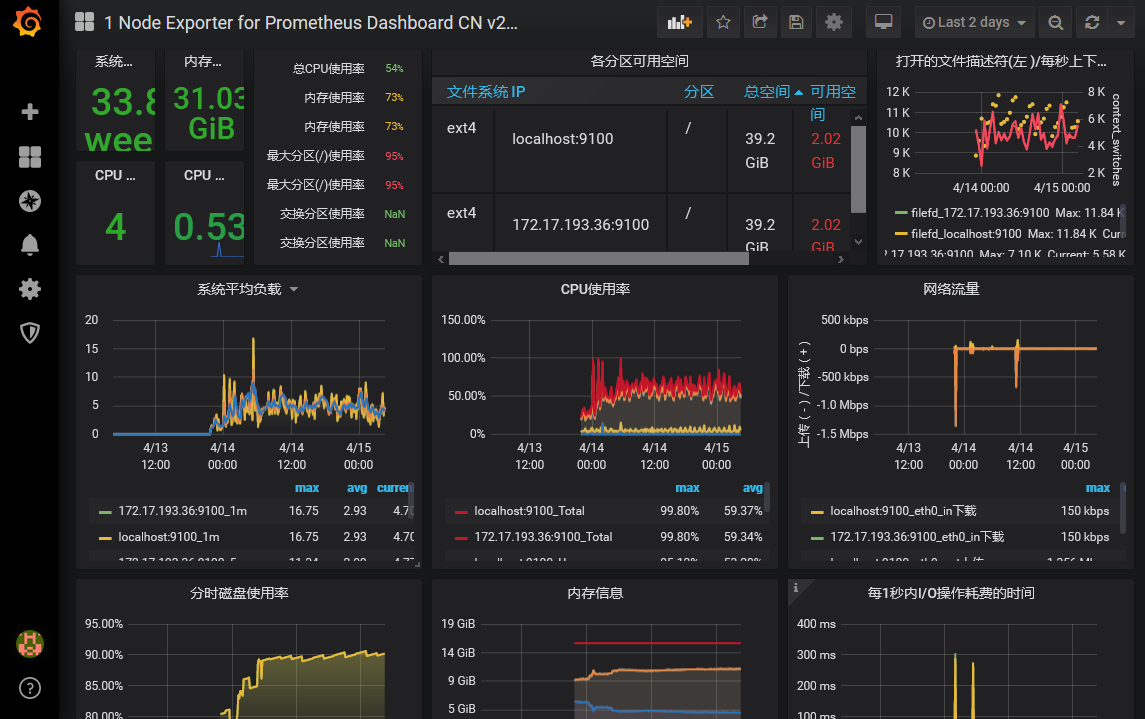 1 Node Exporter for Prometheus Dashboard CN v2...
Last 2 days
系统...
33.8
wee
内存...
31.03
GiB
CPU ...
4
CPU ...
0.53
总CPU使用率 54%
内存使用率 73%
内存使用率 73%
最大分区(/)使用率 95%
最大分区(/)使用率 95%
交换分区使用率 NaN
交换分区使用率 NaN
各分区可用空间
文件系统 IP 分区 总空间 可用空间
ext4 localhost:9100 / 39.2 GiB 2.02 GiB
ext4 172.17.193.36:9100 / 39.2 GiB 2.02 GiB
打开的文件描述符(左 )/每秒上下...
12 K
11 K
10 K
9 K
8 K
8 K
6 K
4 K
2 K
context_switches
4/14 00:00 4/15 00:00
filefd_172.17.193.36:9100 Max: 11.84 K
filefd_localhost:9100 Max: 11.84 K Curr
17.193.36:9100 Max: 7.10 K Current: 5.58 K
系统平均负载
20
15
10
5
0
4/13 12:00
4/14 00:00
4/14 12:00
4/15 00:00
max avg current
172.17.193.36:9100_1m 16.75 2.93 4.70
localhost:9100_1m 16.75 2.93 4.70
CPU使用率
150.00%
100.00%
50.00%
0%
4/13 12:00
4/14 00:00
4/14 12:00
4/15 00:00
max avg
localhost:9100_Total 99.80% 59.37%
172.17.193.36:9100_Total 99.80% 59.34%
网络流量
上传 ( - ) /下载 ( + )
500 kbps
0 bps
-500 kbps
-1.0 Mbps
-1.5 Mbps
4/13 12:00
4/14 00:00
4/14 12:00
4/15 00:00
max
localhost:9100_eth0_in下载 150 kbps
172.17.193.36:9100_eth0_in下载 150 kbps
分时磁盘使用率
95.00%
90.00%
85.00%
80.00%
内存信息
19 GiB
14 GiB
9 GiB
5 GiB
每1秒内I/O操作耗费的时间
400 ms
300 ms
200 ms
100 ms